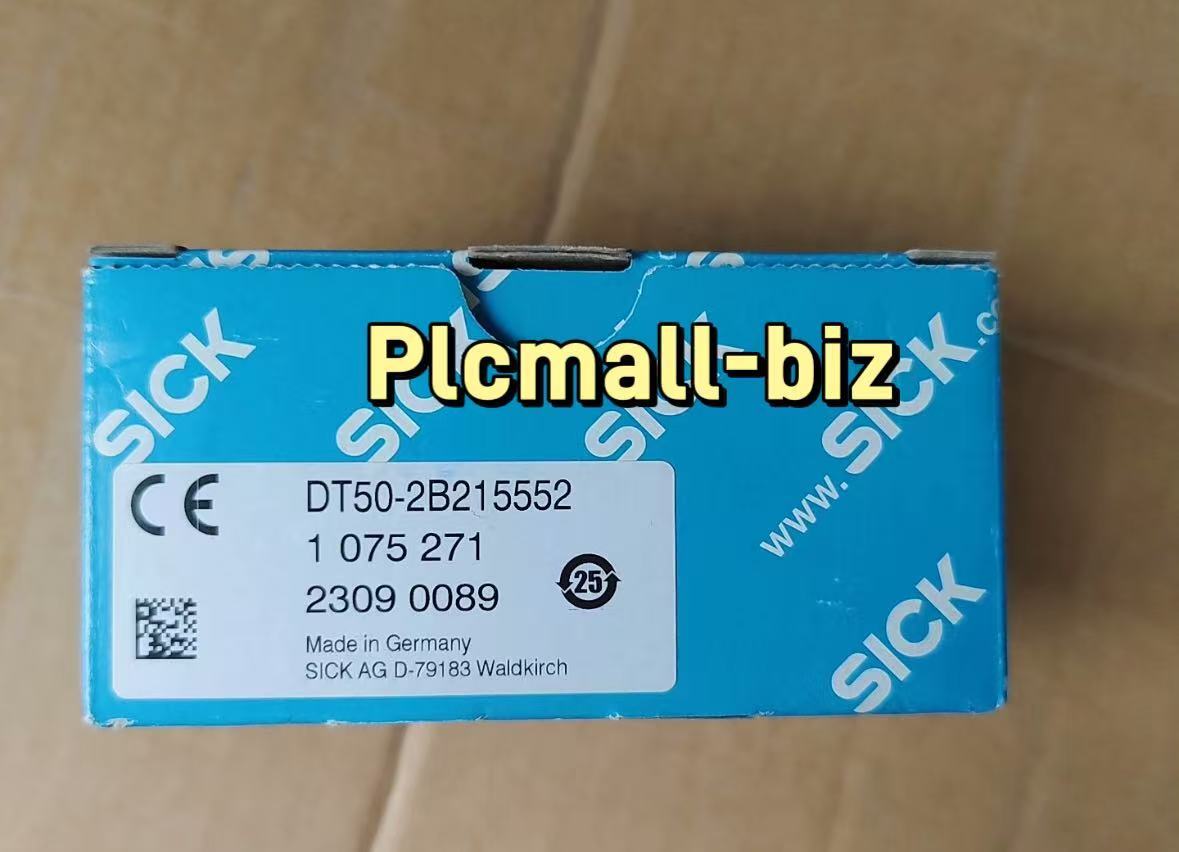 SICK
SICK
SICK
www.SICK.co
Plcmall-biz
CE
DT50-2B215552
1 075 271
2309 0089
25
Made in Germany
SICK AG D-79183 Waldkirch
SICK